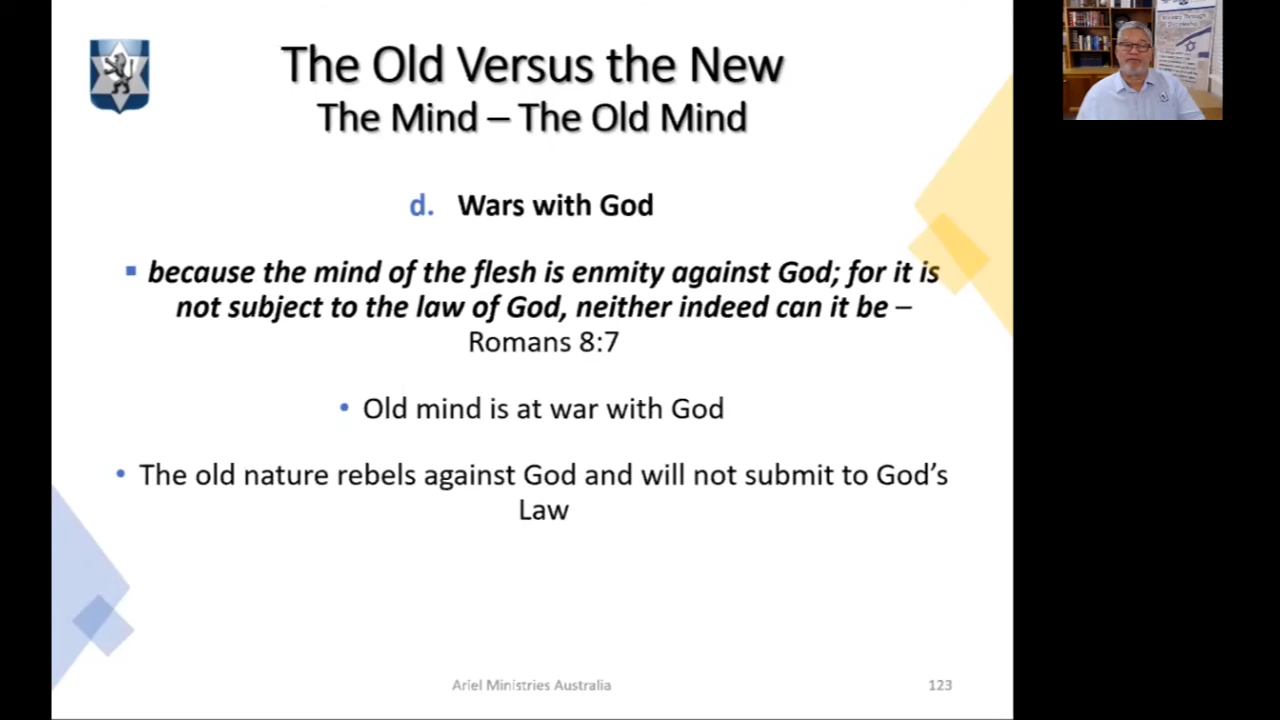 The Old Versus the New
The Mind – The Old Mind
d. Wars with God
▪ because the mind of the flesh is enmity against God; for it is
not subject to the law of God, neither indeed can it be –
Romans 8:7
• Old mind is at war with God
• The old nature rebels against God and will not submit to God’s
Law
Ariel Ministries Australia
123